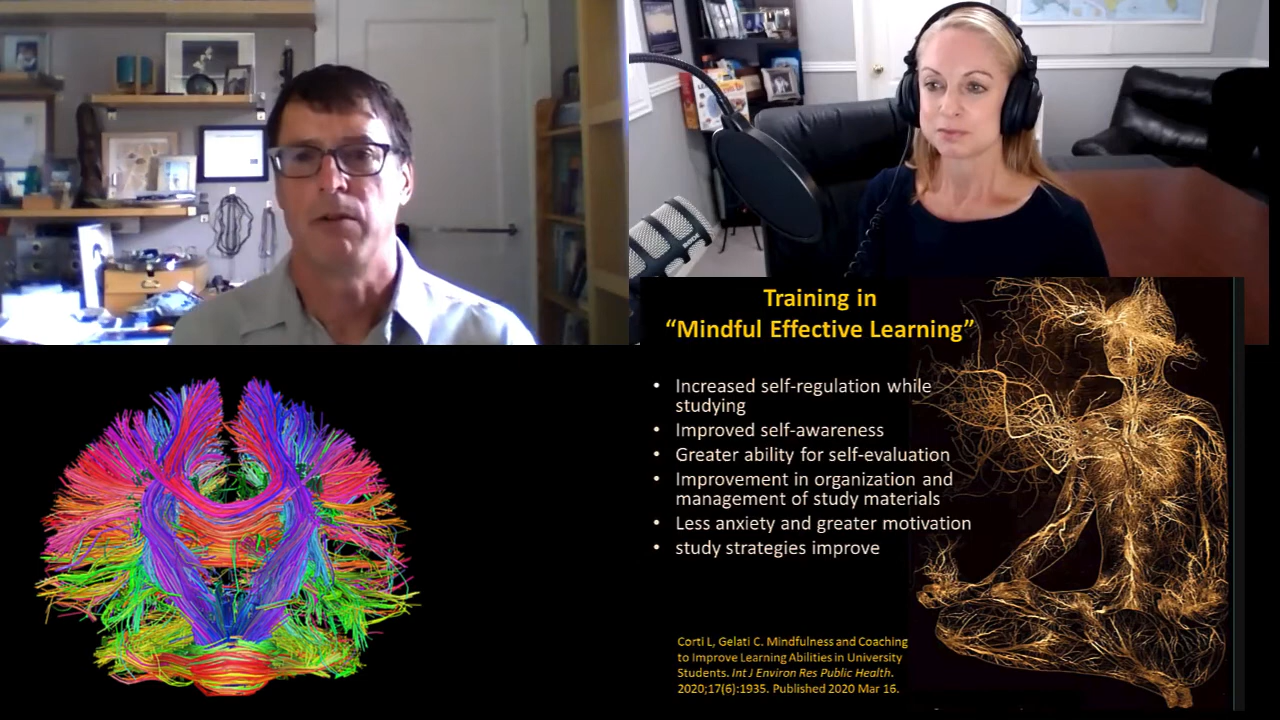 Training in
“Mindful Effective Learning”
• Increased self-regulation while
studying
• Improved self-awareness
• Greater ability for self-evaluation
• Improvement in organization and
management of study materials
• Less anxiety and greater motivation
• study strategies improve
Corti L, Gelati C. Mindfulness and Coaching
to Improve Learning Abilities in University
Students. Int J Environ Res Public Health.
2020;17(6):1935. Published 2020 Mar 16.